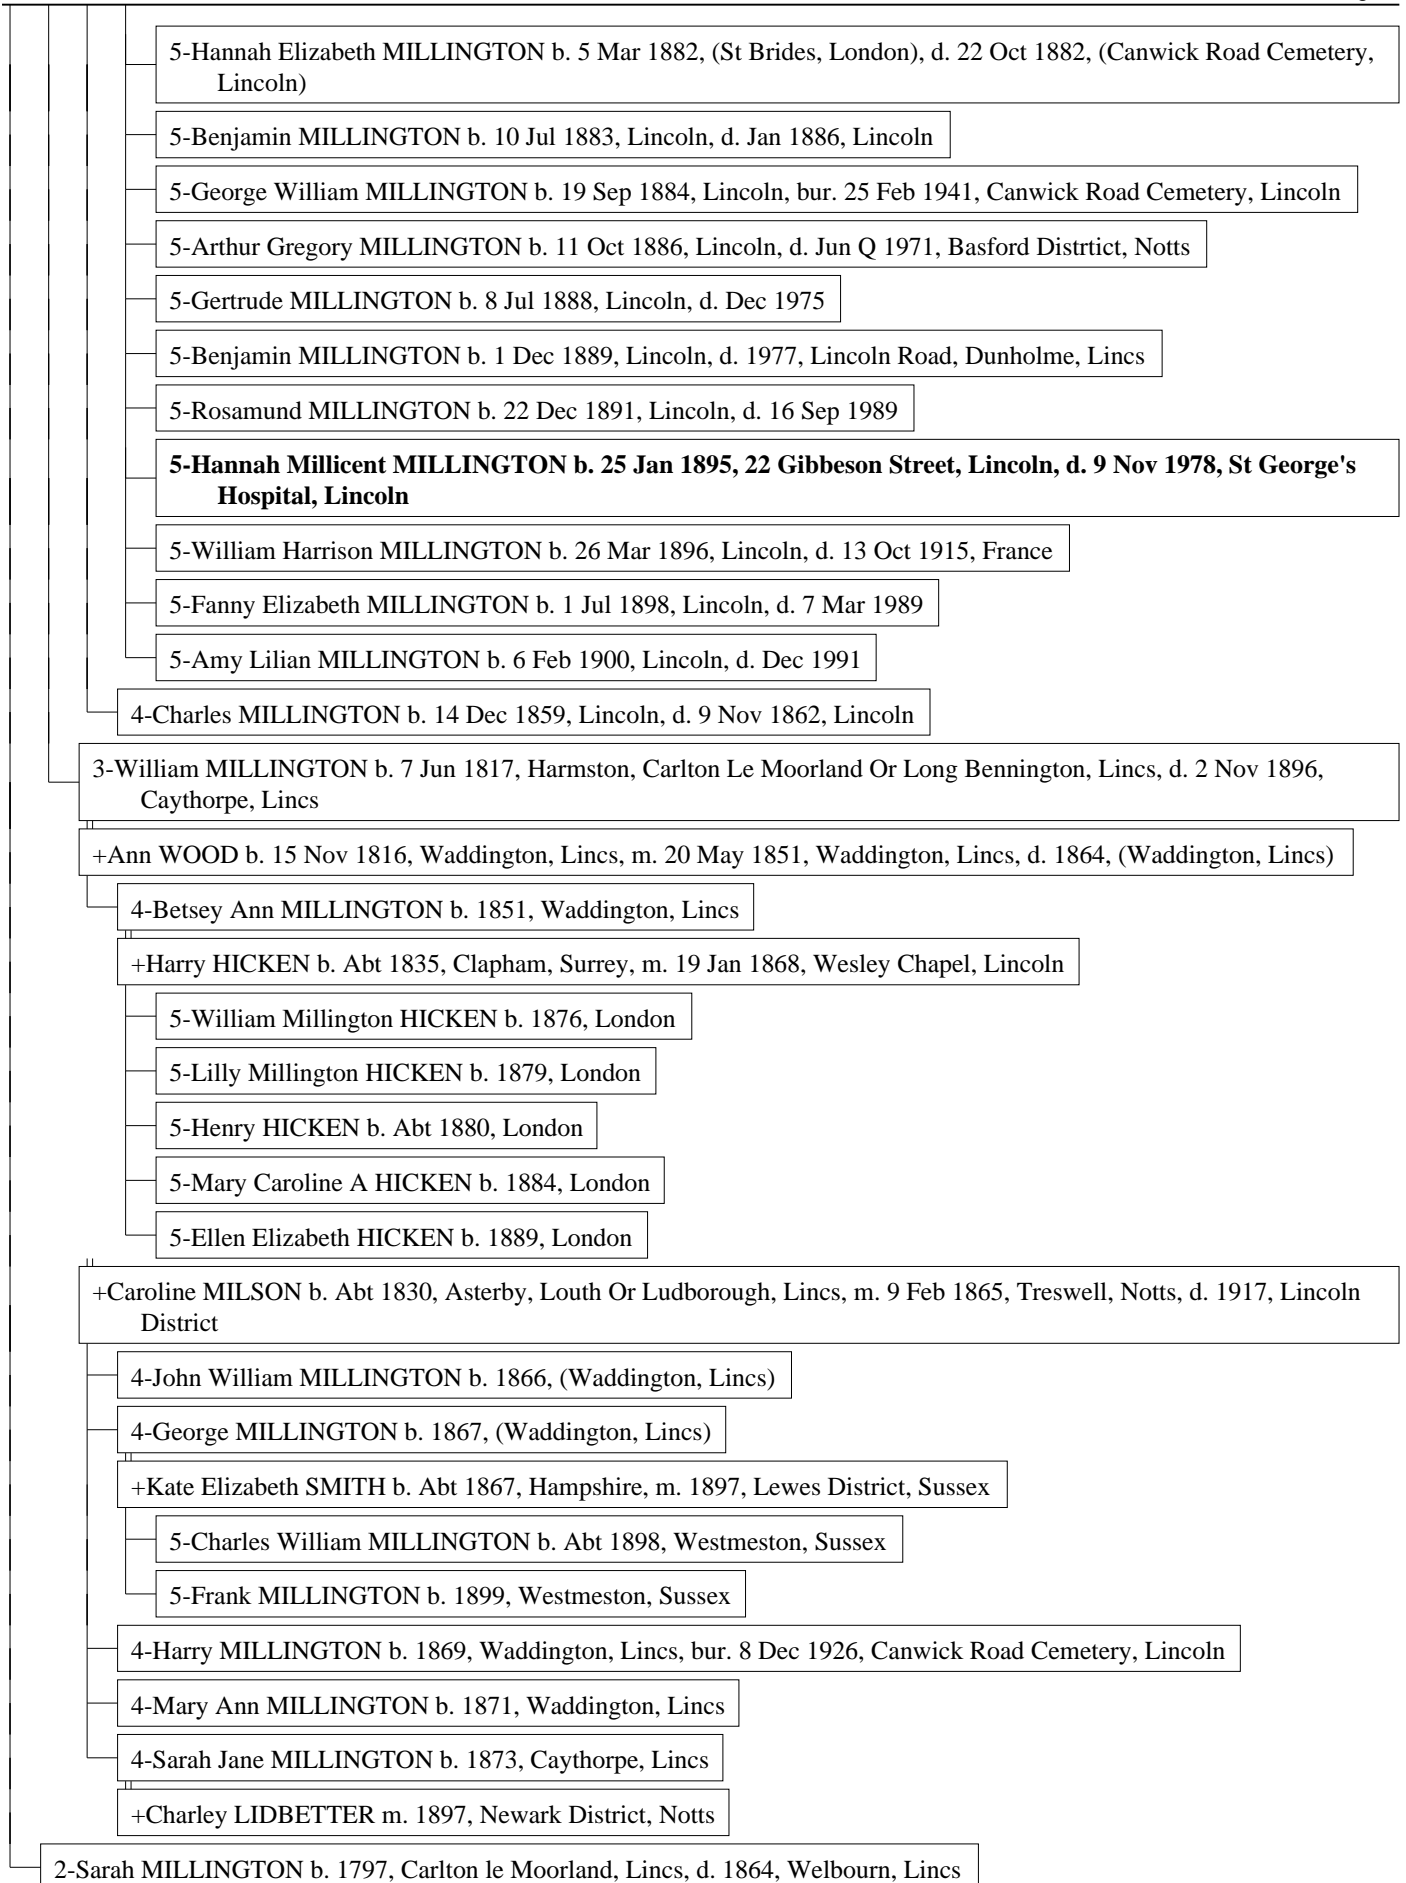 5-Hannah Elizabeth MILLINGTON b. 5 Mar 1882, (St Brides, London), d. 22 Oct 1882, (Canwick Road Cemetery,
Lincoln)
5-Benjamin MILLINGTON b. 10 Jul 1883, Lincoln, d. Jan 1886, Lincoln
5-George William MILLINGTON b. 19 Sep 1884, Lincoln, bur. 25 Feb 1941, Canwick Road Cemetery, Lincoln
5-Arthur Gregory MILLINGTON b. 11 Oct 1886, Lincoln, d. Jun Q 1971, Basford Distrtict, Notts
5-Gertrude MILLINGTON b. 8 Jul 1888, Lincoln, d. Dec 1975
5-Benjamin MILLINGTON b. 1 Dec 1889, Lincoln, d. 1977, Lincoln Road, Dunholme, Lincs
5-Rosamund MILLINGTON b. 22 Dec 1891, Lincoln, d. 16 Sep 1989
5-Hannah Millicent MILLINGTON b. 25 Jan 1895, 22 Gibbeson Street, Lincoln, d. 9 Nov 1978, St George's
Hospital, Lincoln
5-William Harrison MILLINGTON b. 26 Mar 1896, Lincoln, d. 13 Oct 1915, France
5-Fanny Elizabeth MILLINGTON b. 1 Jul 1898, Lincoln, d. 7 Mar 1989
5-Amy Lilian MILLINGTON b. 6 Feb 1900, Lincoln, d. Dec 1991
4-Charles MILLINGTON b. 14 Dec 1859, Lincoln, d. 9 Nov 1862, Lincoln
3-William MILLINGTON b. 7 Jun 1817, Harmston, Carlton Le Moorland Or Long Bennington, Lincs, d. 2 Nov 1896,
Caythorpe, Lincs
+Ann WOOD b. 15 Nov 1816, Waddington, Lincs, m. 20 May 1851, Waddington, Lincs, d. 1864, (Waddington, Lincs)
4-Betsey Ann MILLINGTON b. 1851, Waddington, Lincs
+Harry HICKEN b. Abt 1835, Clapham, Surrey, m. 19 Jan 1868, Wesley Chapel, Lincoln
5-William Millington HICKEN b. 1876, London
5-Lilly Millington HICKEN b. 1879, London
5-Henry HICKEN b. Abt 1880, London
5-Mary Caroline A HICKEN b. 1884, London
5-Ellen Elizabeth HICKEN b. 1889, London
+Caroline MILSON b. Abt 1830, Asterby, Louth Or Ludborough, Lincs, m. 9 Feb 1865, Treswell, Notts, d. 1917, Lincoln
District
4-John William MILLINGTON b. 1866, (Waddington, Lincs)
4-George MILLINGTON b. 1867, (Waddington, Lincs)
+Kate Elizabeth SMITH b. Abt 1867, Hampshire, m. 1897, Lewes District, Sussex
5-Charles William MILLINGTON b. Abt 1898, Westmeston, Sussex
5-Frank MILLINGTON b. 1899, Westmeston, Sussex
4-Harry MILLINGTON b. 1869, Waddington, Lincs, bur. 8 Dec 1926, Canwick Road Cemetery, Lincoln
4-Mary Ann MILLINGTON b. 1871, Waddington, Lincs
4-Sarah Jane MILLINGTON b. 1873, Caythorpe, Lincs
+Charley LIDBETTER m. 1897, Newark District, Notts
2-Sarah MILLINGTON b. 1797, Carlton le Moorland, Lincs, d. 1864, Welbourn, Lincs